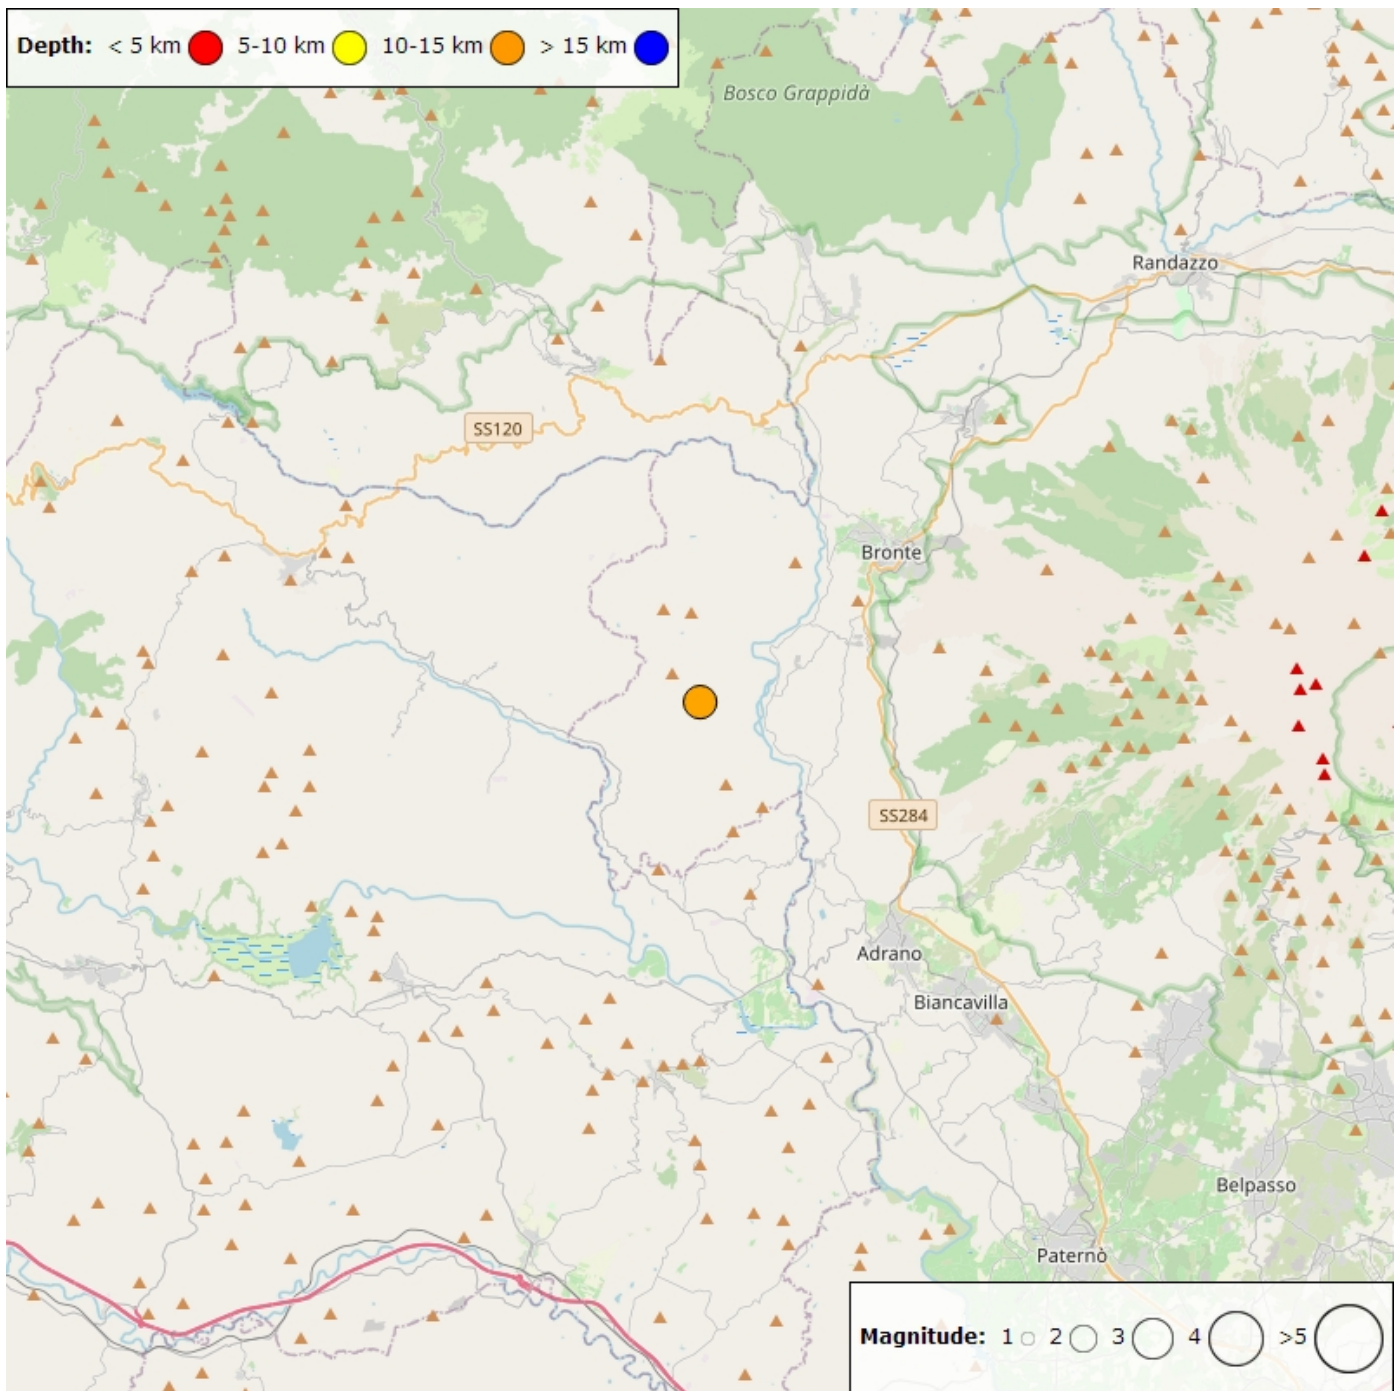 Depth: < 5 km 5-10 km 10-15 km > 15 km
Bosco Grappidà
Randazzo
SS120
Bronte
SS284
Adrano
Biancavilla
Belpasso
Paternò
Magnitude: 1 2 3 4 >5